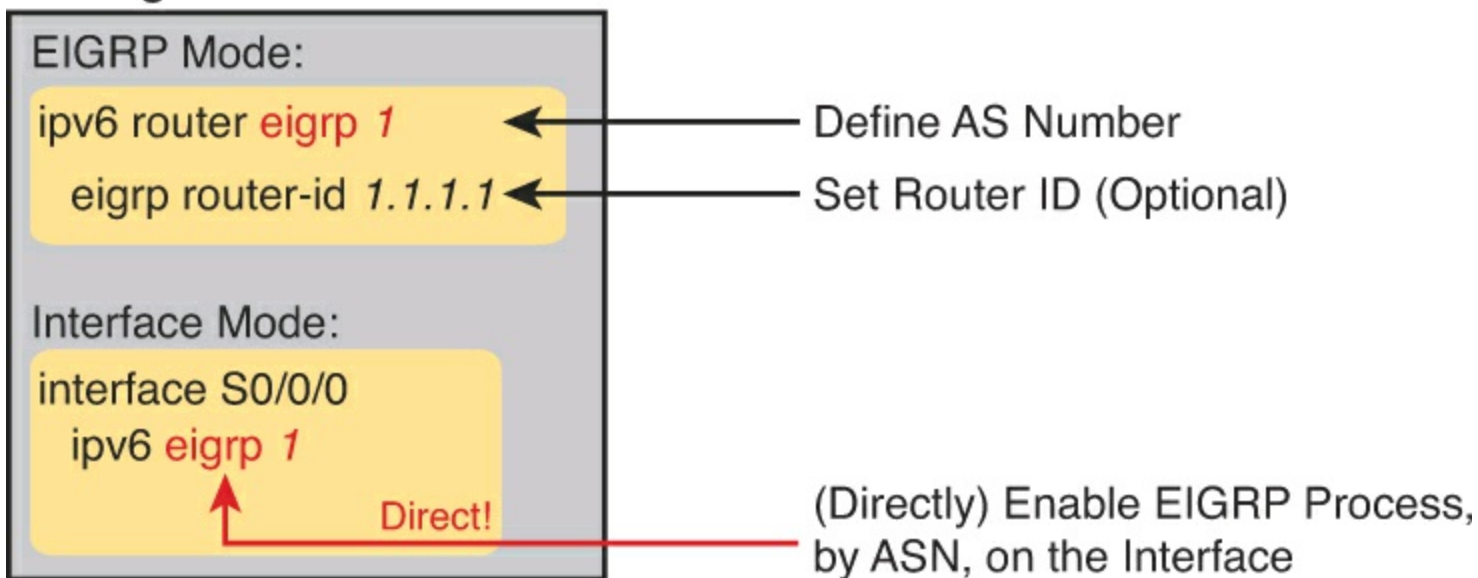 EIGRP Mode:
ipv6 router eigrp 1
Define AS Number
eigrp router-id 1.1.1.1
Set Router ID (Optional)
Interface Mode:
interface S0/0/0
ipv6 eigrp 1
Direct!
(Directly) Enable EIGRP Process,
by ASN, on the Interface